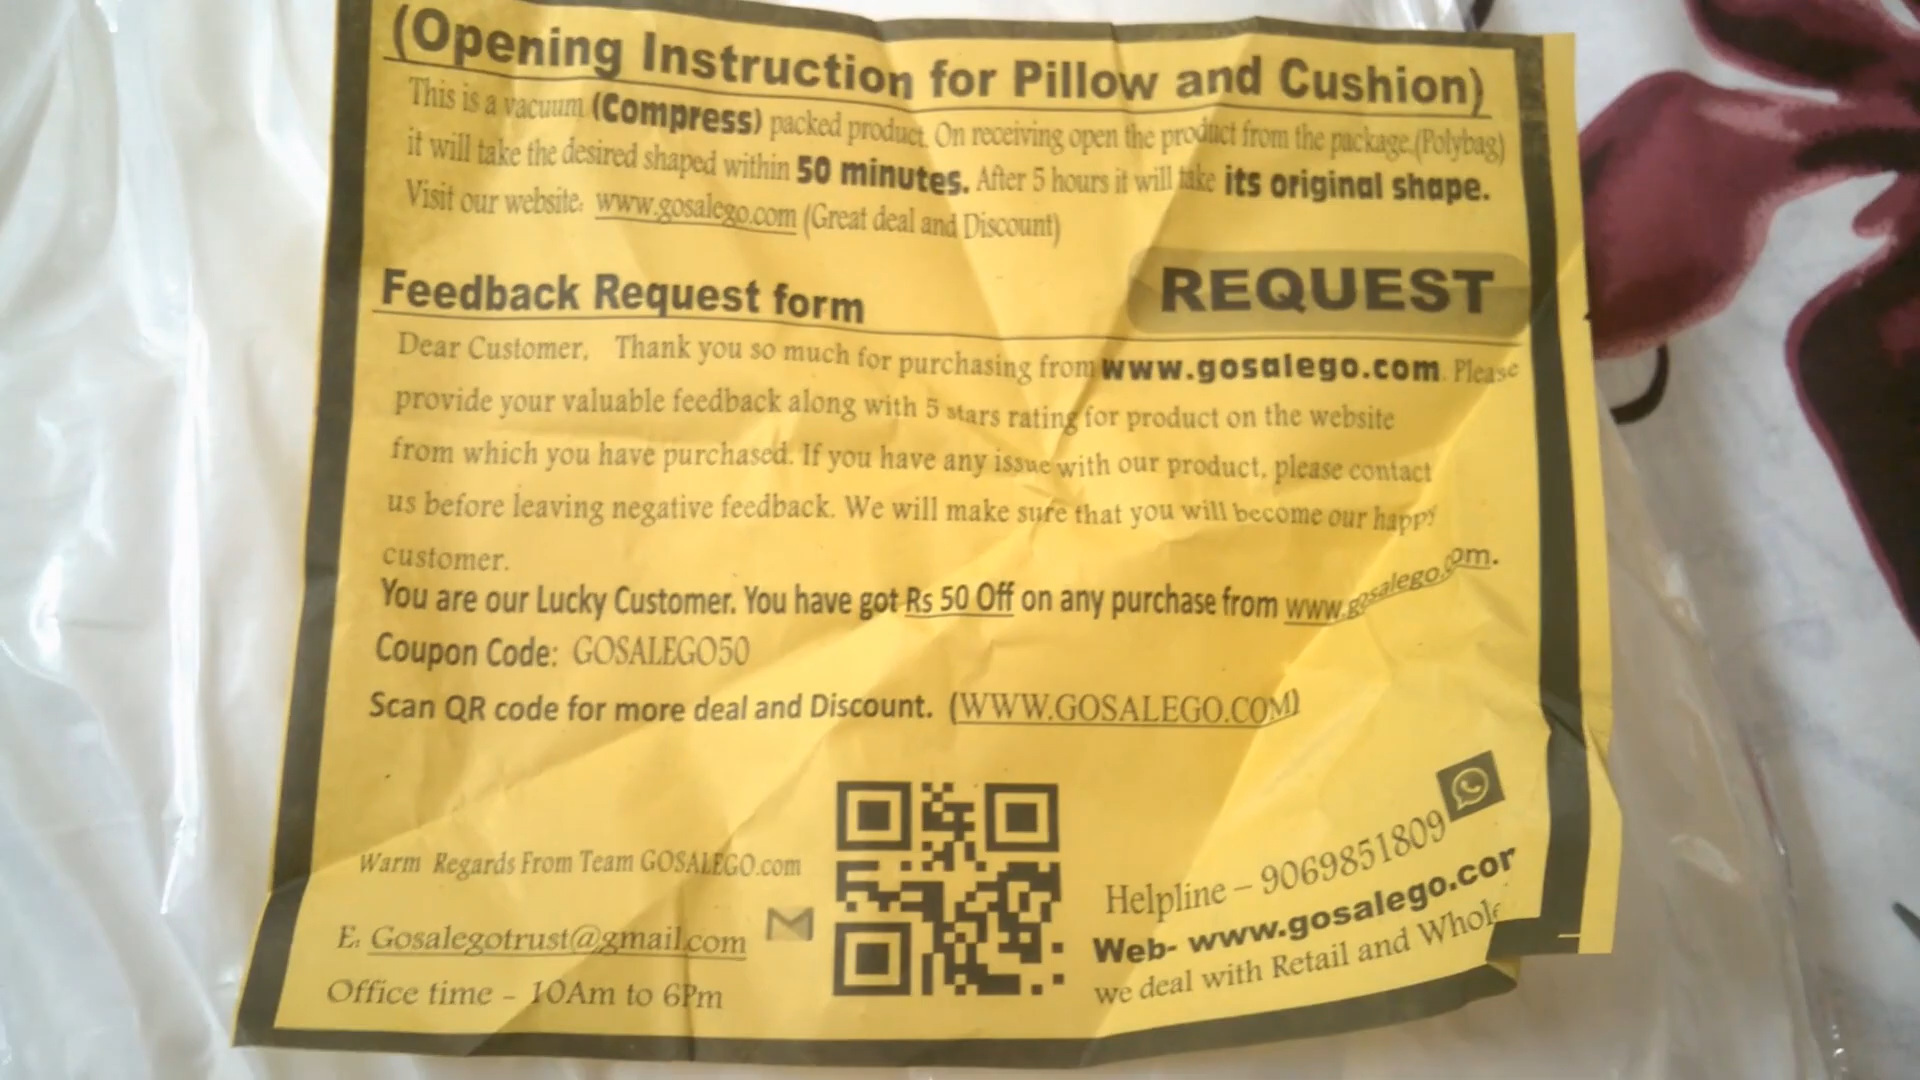 (Opening Instruction for Pillow and Cushion)
This is a vacuum (Compress) packed product. On receiving open the product from the package.(Polybag)
it will take the desired shaped within 50 minutes. After 5 hours it will take its original shape.
Visit our website: www.gosalego.com (Great deal and Discount)
Feedback Request form
REQUEST
Dear Customer, Thank you so much for purchasing from www.gosalego.com. Please
provide your valuable feedback along with 5 stars rating for product on the website
from which you have purchased. If you have any issue with our product, please contact
us before leaving negative feedback. We will make sure that you will become our happy
customer.
You are our Lucky Customer. You have got Rs 50 Off on any purchase from www.gosalego.com.
Coupon Code: GOSALEGO50
Scan QR code for more deal and Discount. (WWW.GOSALEGO.COM)
Warm Regards From Team GOSALEGO.com
E: Gosalegotrust@gmail.com
Office time - 10Am to 6Pm
Helpline – 9069851809
Web- www.gosalego.com
we deal with Retail and